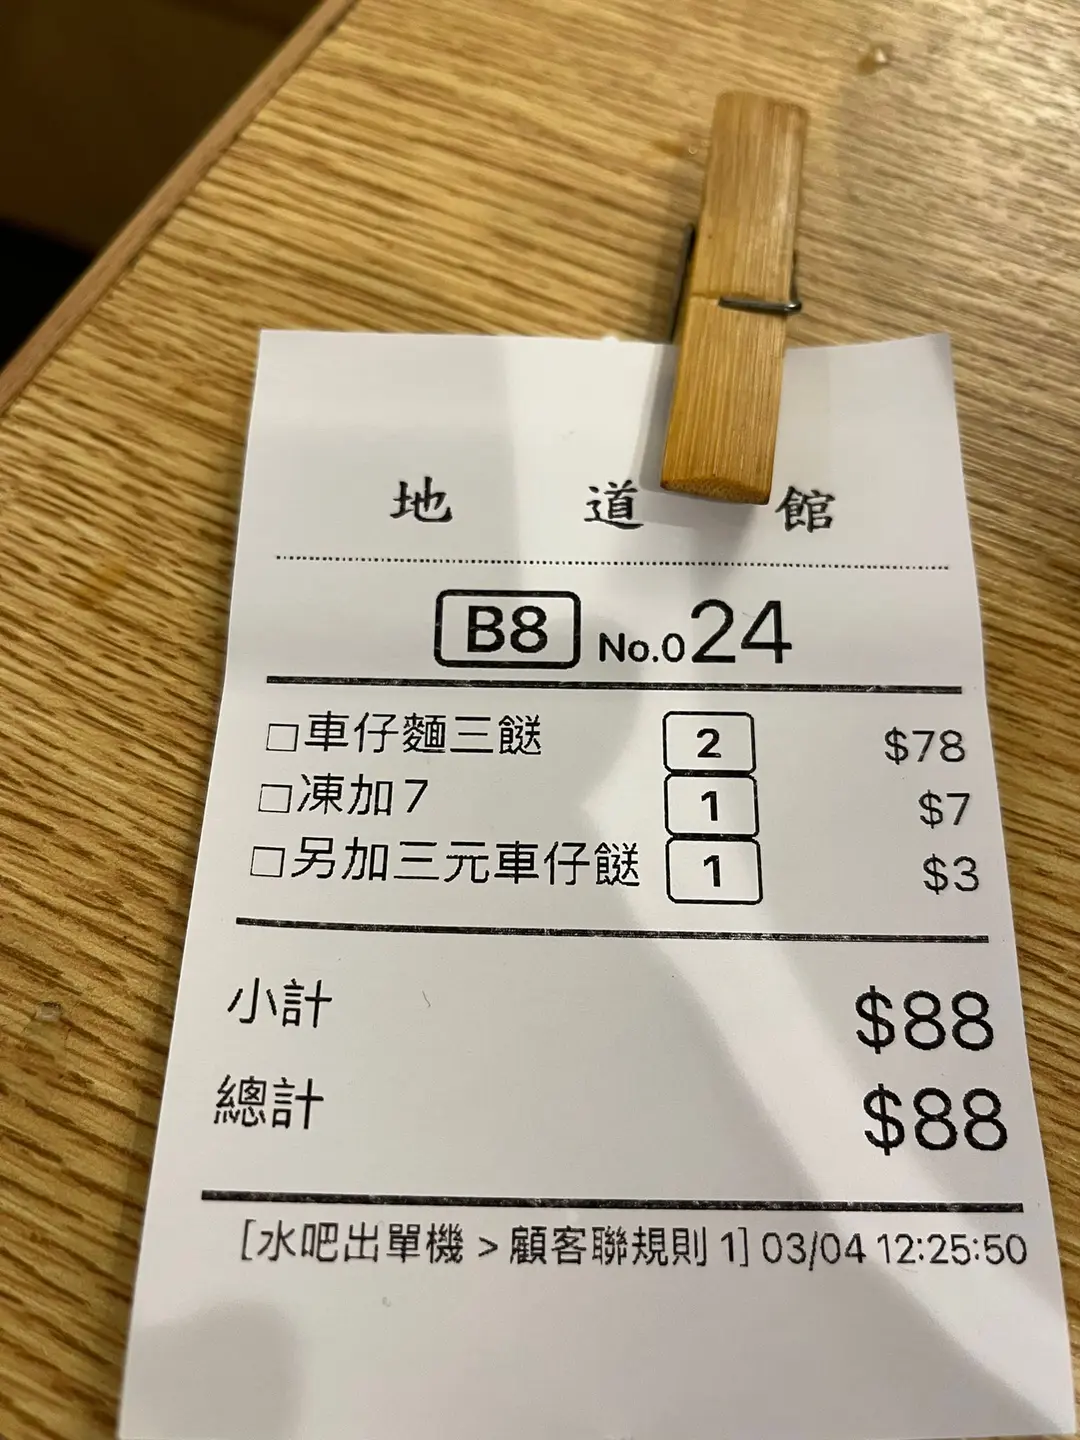 地道館
B8 No.024
□車仔麵三餸 2 $78
□凍加7 1 $7
□另加三元車仔餸 1 $3
小計 $88
總計 $88
[水吧出單機 > 顧客聯規則 1] 03/04 12:25:50